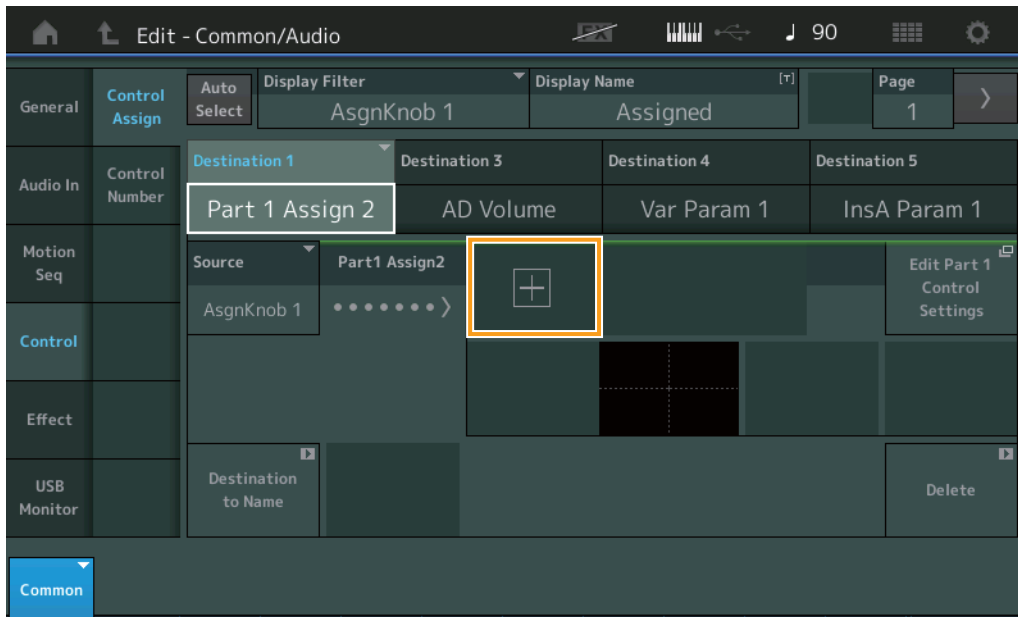 Edit - Common/Audio
EX
90
General
Control
Assign
Auto
Select
Display Filter
AsgnKnob 1
Display Name
[T]
Assigned
Page
1
Audio In
Control
Number
Destination 1
Part 1 Assign 2
Destination 3
AD Volume
Destination 4
Var Param 1
Destination 5
InsA Param 1
Motion
Seq
Source
AsgnKnob 1
Part1 Assign2
Edit Part 1
Control
Settings
Control
Effect
USB
Monitor
Destination
to Name
Delete
Common